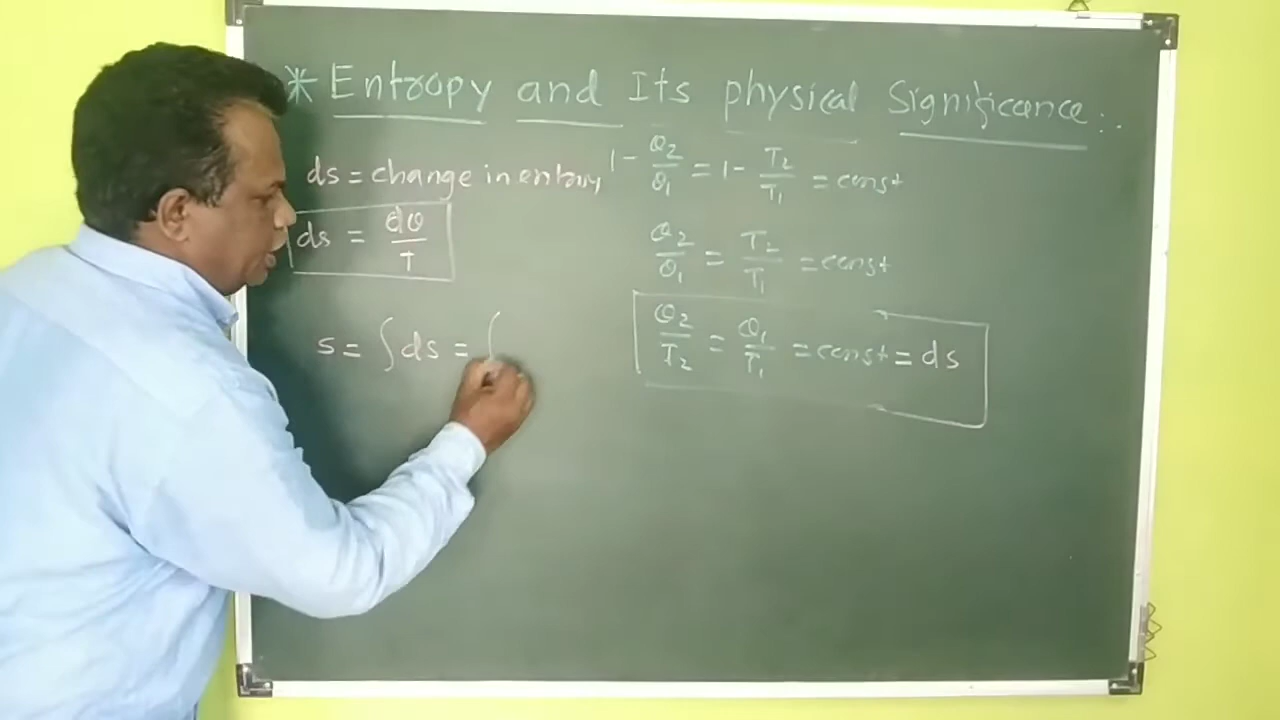 * Entropy and Its physical Significance:.
ds = change in entropy
ds = dQ/T
s = ∫ds = ∫
1 - Q2/Q1 = 1 - T2/T1 = const
Q2/Q1 = T2/T1 = const
Q2/T2 = Q1/T1 = const = ds